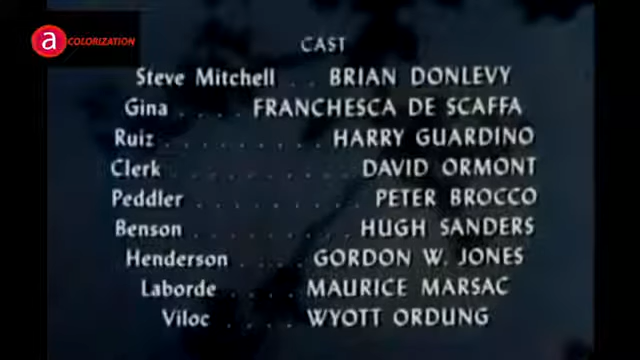 a COLORIZATION
CAST
Steve Mitchell . . BRIAN DONLEVY
Gina . . . . FRANCHESCA DE SCAFFA
Ruiz . . . . . . . . . HARRY GUARDINO
Clerk . . . . . . . . . DAVID ORMONT
Peddler . . . . . . . . PETER BROCCO
Benson . . . . . . . . HUGH SANDERS
Henderson . . . . GORDON W. JONES
Laborde . . . . MAURICE MARSAC
Viloc . . . . WYOTT ORDUNG